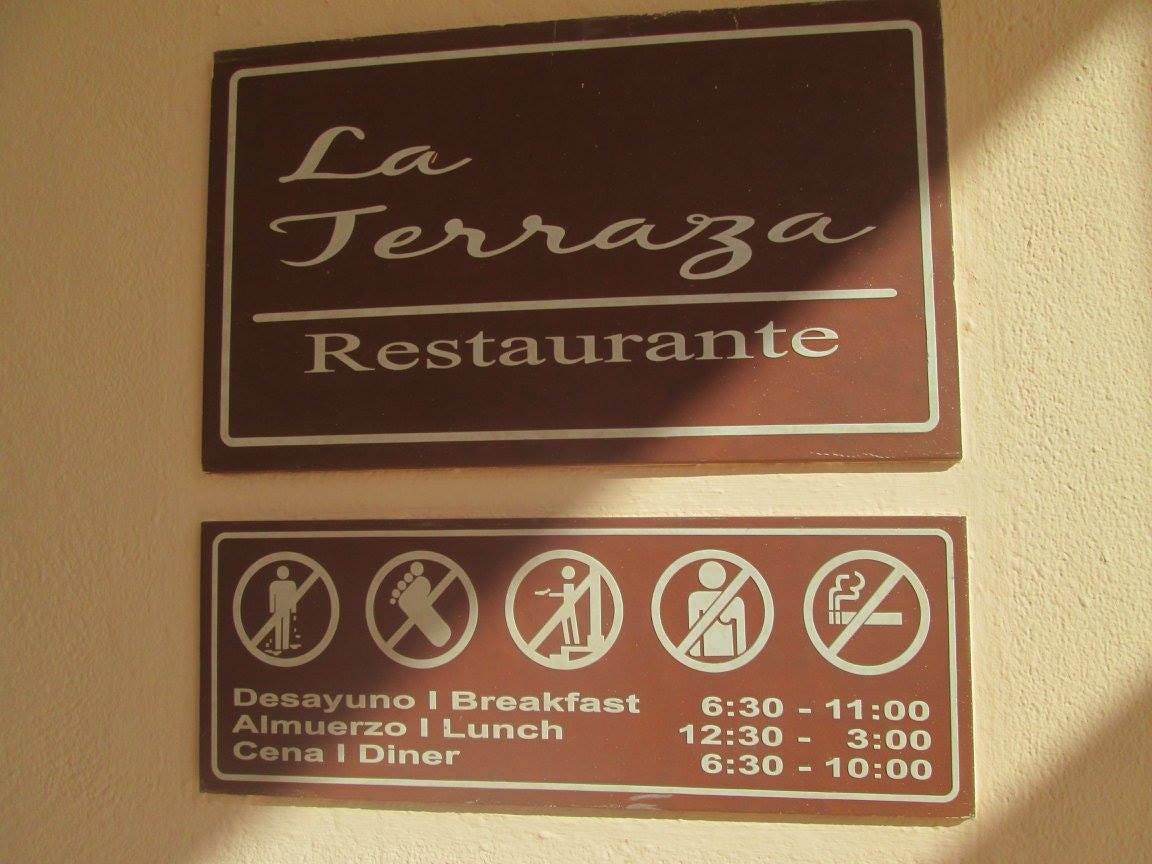 La
Terraza
Restaurante
Desayuno | Breakfast 6:30 - 11:00
Almuerzo | Lunch 12:30 - 3:00
Cena | Diner 6:30 - 10:00